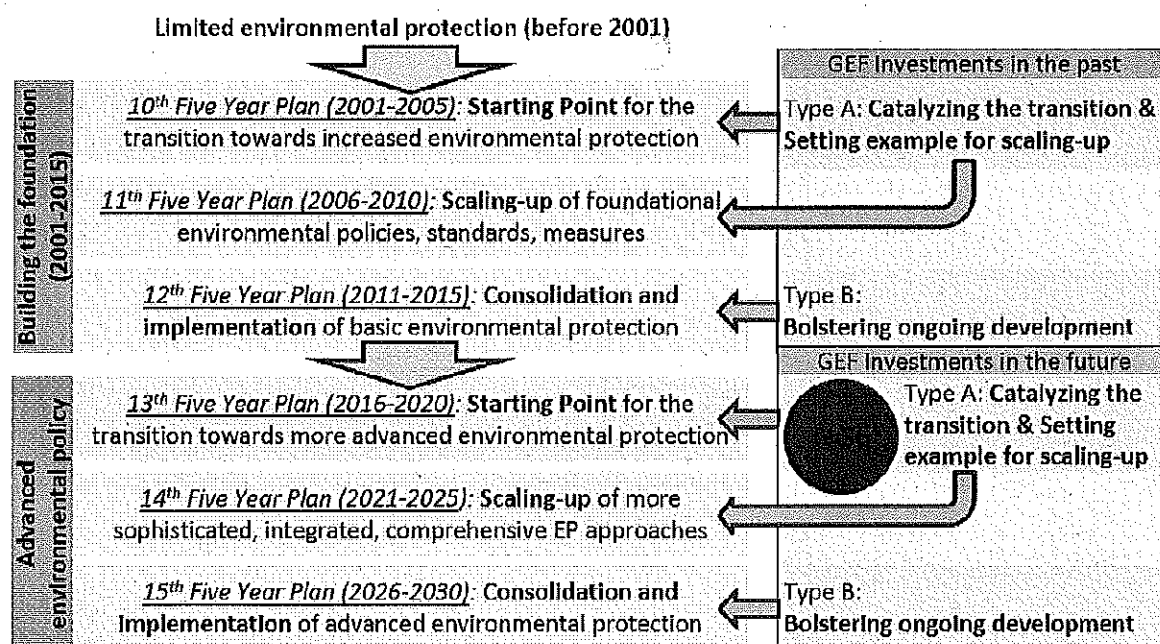 Limited environmental protection (before 2001)
GEF Investments in the past
Building the foundation
(2001-2015)
10th Five Year Plan (2001-2005): Starting Point for the
transition towards increased environmental protection
Type A: Catalyzing the transition &
Setting example for scaling-up
11th Five Year Plan (2006-2010): Scaling-up of foundational
environmental policies, standards, measures
12th Five Year Plan (2011-2015): Consolidation and
implementation of basic environmental protection
Type B:
Bolstering ongoing development
GEF Investments in the future
Advanced
environmental policy
13th Five Year Plan (2016-2020): Starting Point for the
transition towards more advanced environmental protection
Type A: Catalyzing the
transition & Setting
example for scaling-up
14th Five Year Plan (2021-2025): Scaling-up of more
sophisticated, integrated, comprehensive EP approaches
15th Five Year Plan (2026-2030): Consolidation and
implementation of advanced environmental protection
Type B:
Bolstering ongoing development